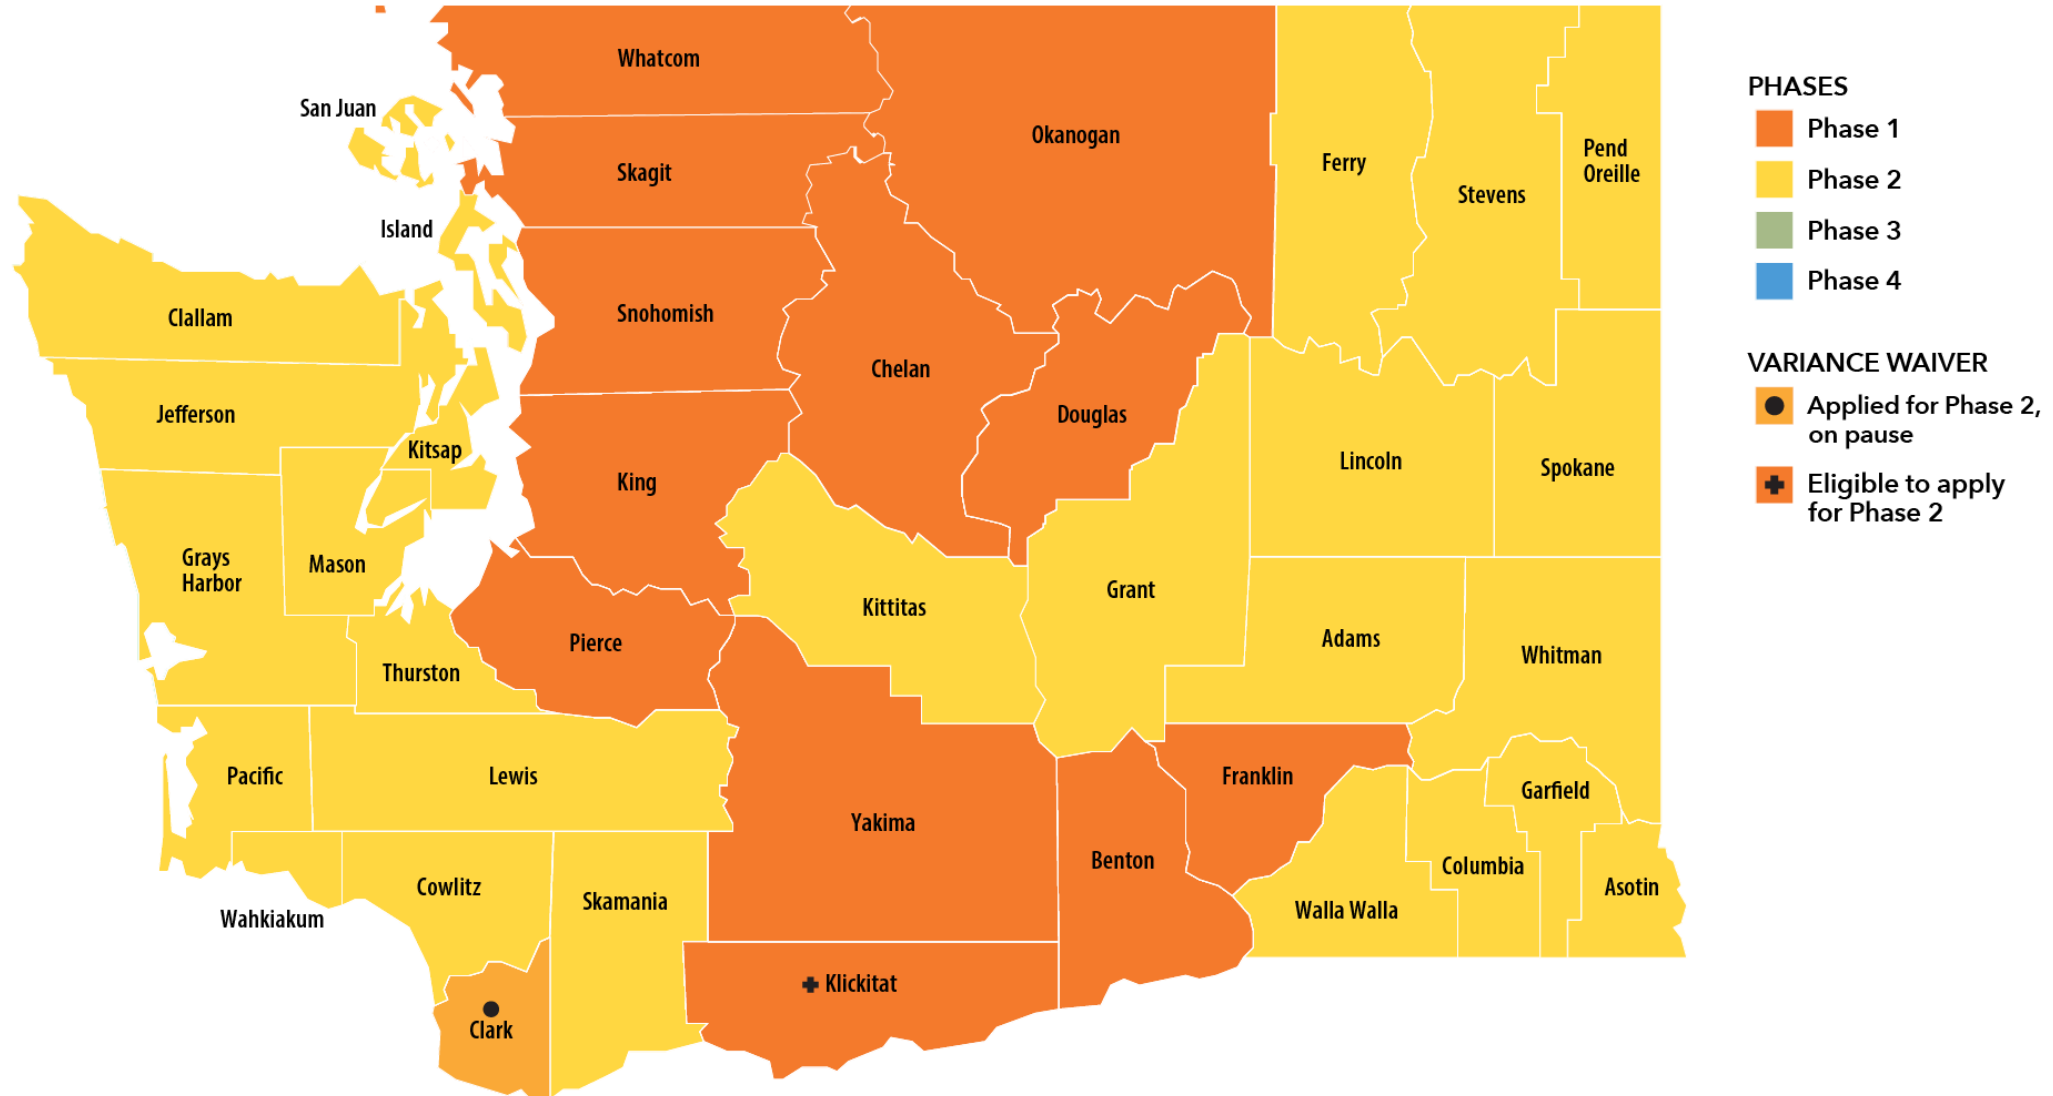 Whatcom
San Juan
Okanogan
Skagit
Ferry
Stevens
Pend
Oreille
Island
Clallam
Snohomish
Chelan
Jefferson
Douglas
Kitsap
King
Lincoln
Spokane
Grays
Harbor
Mason
Kittitas
Grant
Pierce
Adams
Whitman
Thurston
Pacific
Lewis
Franklin
Garfield
Yakima
Benton
Columbia
Cowlitz
Skamania
Asotin
Walla Walla
Wahkiakum
Klickitat
Clark
PHASES
Phase 1
Phase 2
Phase 3
Phase 4
VARIANCE WAIVER
Applied for Phase 2,
on pause
Eligible to apply
for Phase 2